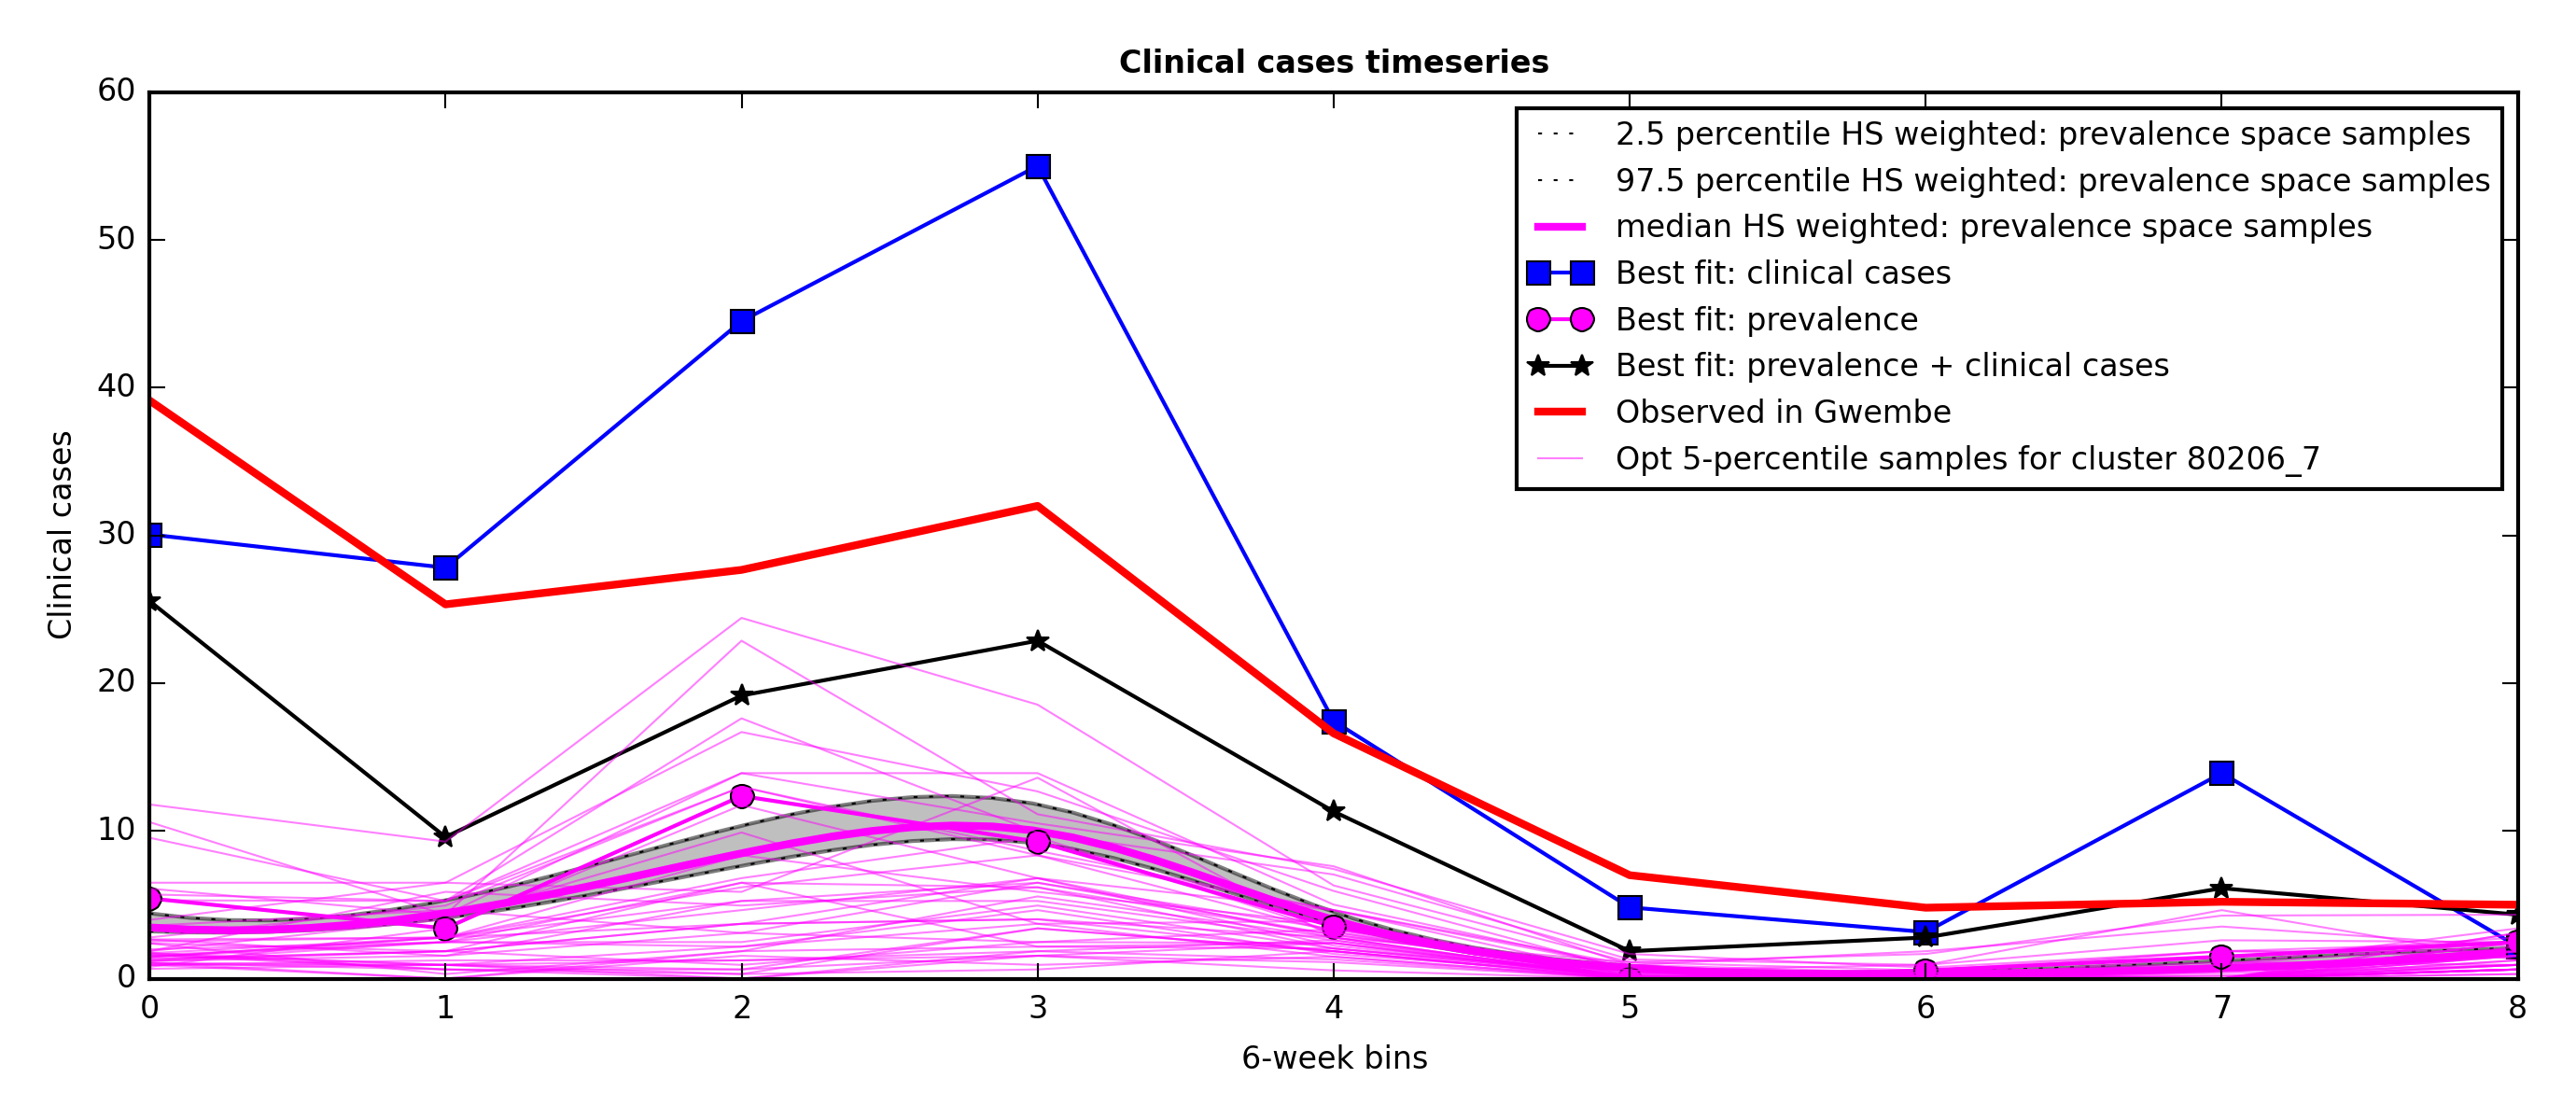 Clinical cases timeseries
60
50
40
30
20
10
0
Clinical cases
2.5 percentile HS weighted: prevalence space samples
97.5 percentile HS weighted: prevalence space samples
median HS weighted: prevalence space samples
Best fit: clinical cases
Best fit: prevalence
Best fit: prevalence + clinical cases
Observed in Gwembe
Opt 5-percentile samples for cluster 80206_7
0 1 2 3 4 5 6 7 8
6-week bins